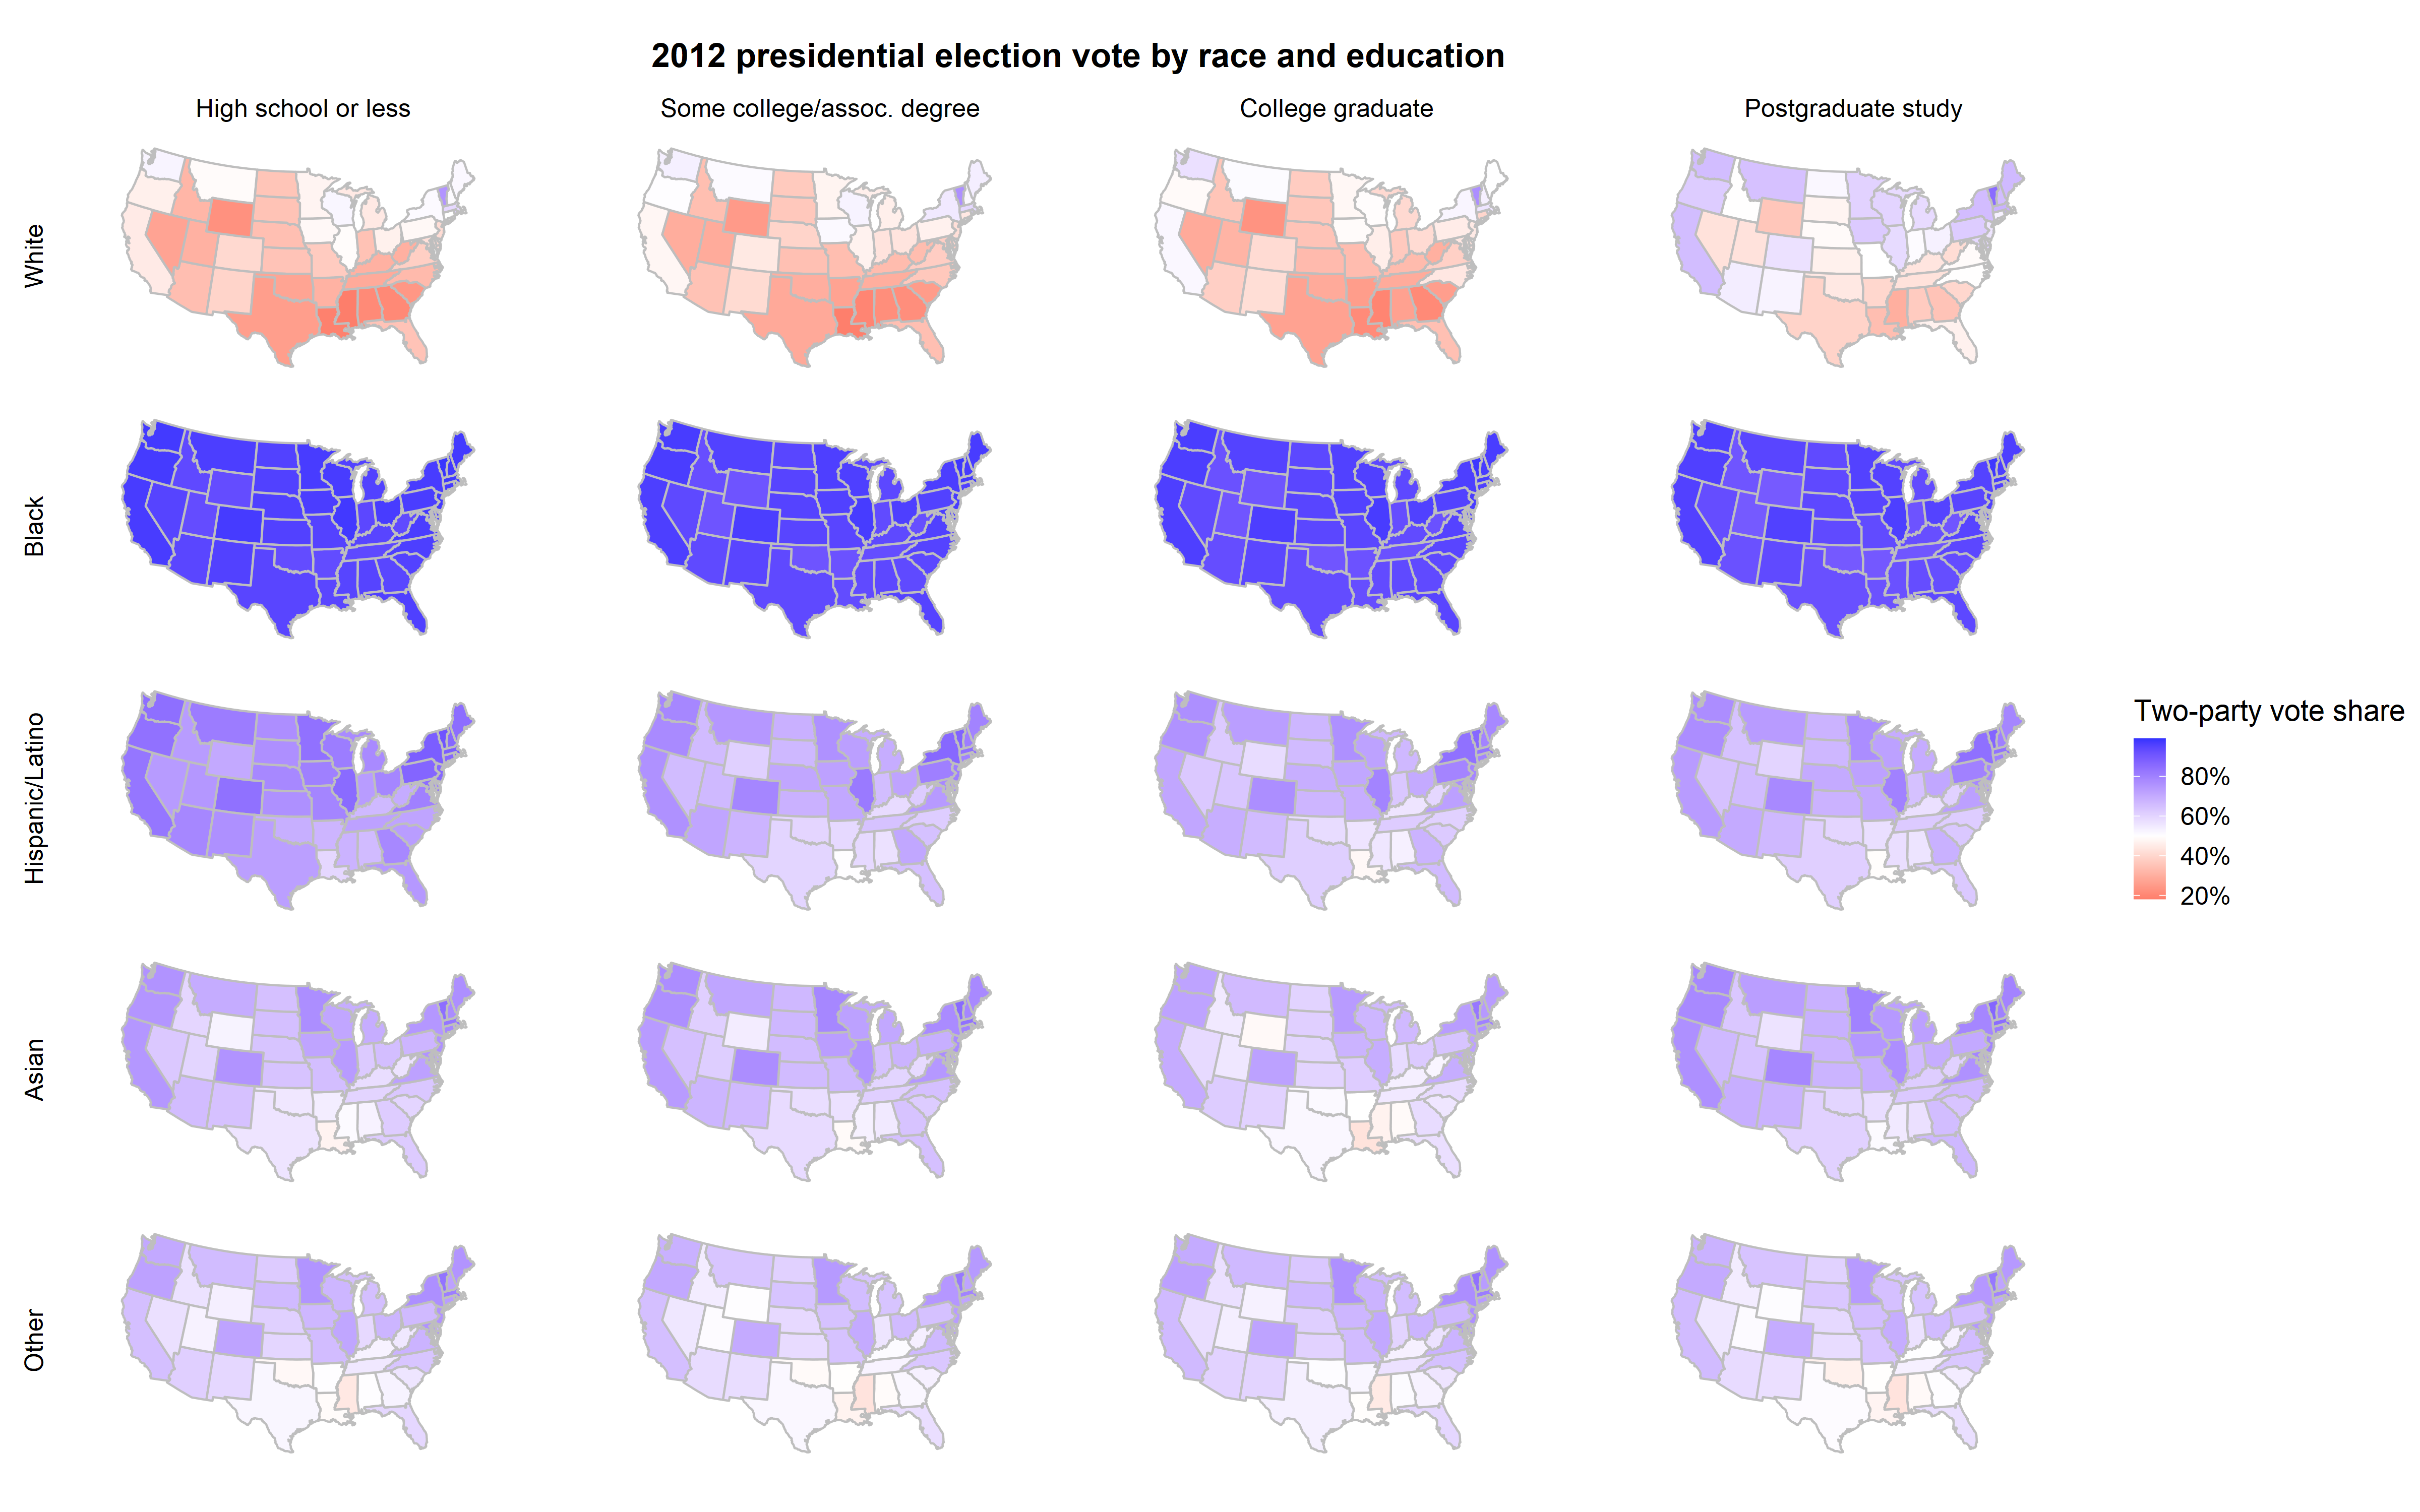 2012 presidential election vote by race and education
High school or less
Some college/assoc. degree
College graduate
Postgraduate study
White
Black
Hispanic/Latino
Two-party vote share
80%
60%
40%
20%
Asian
Other